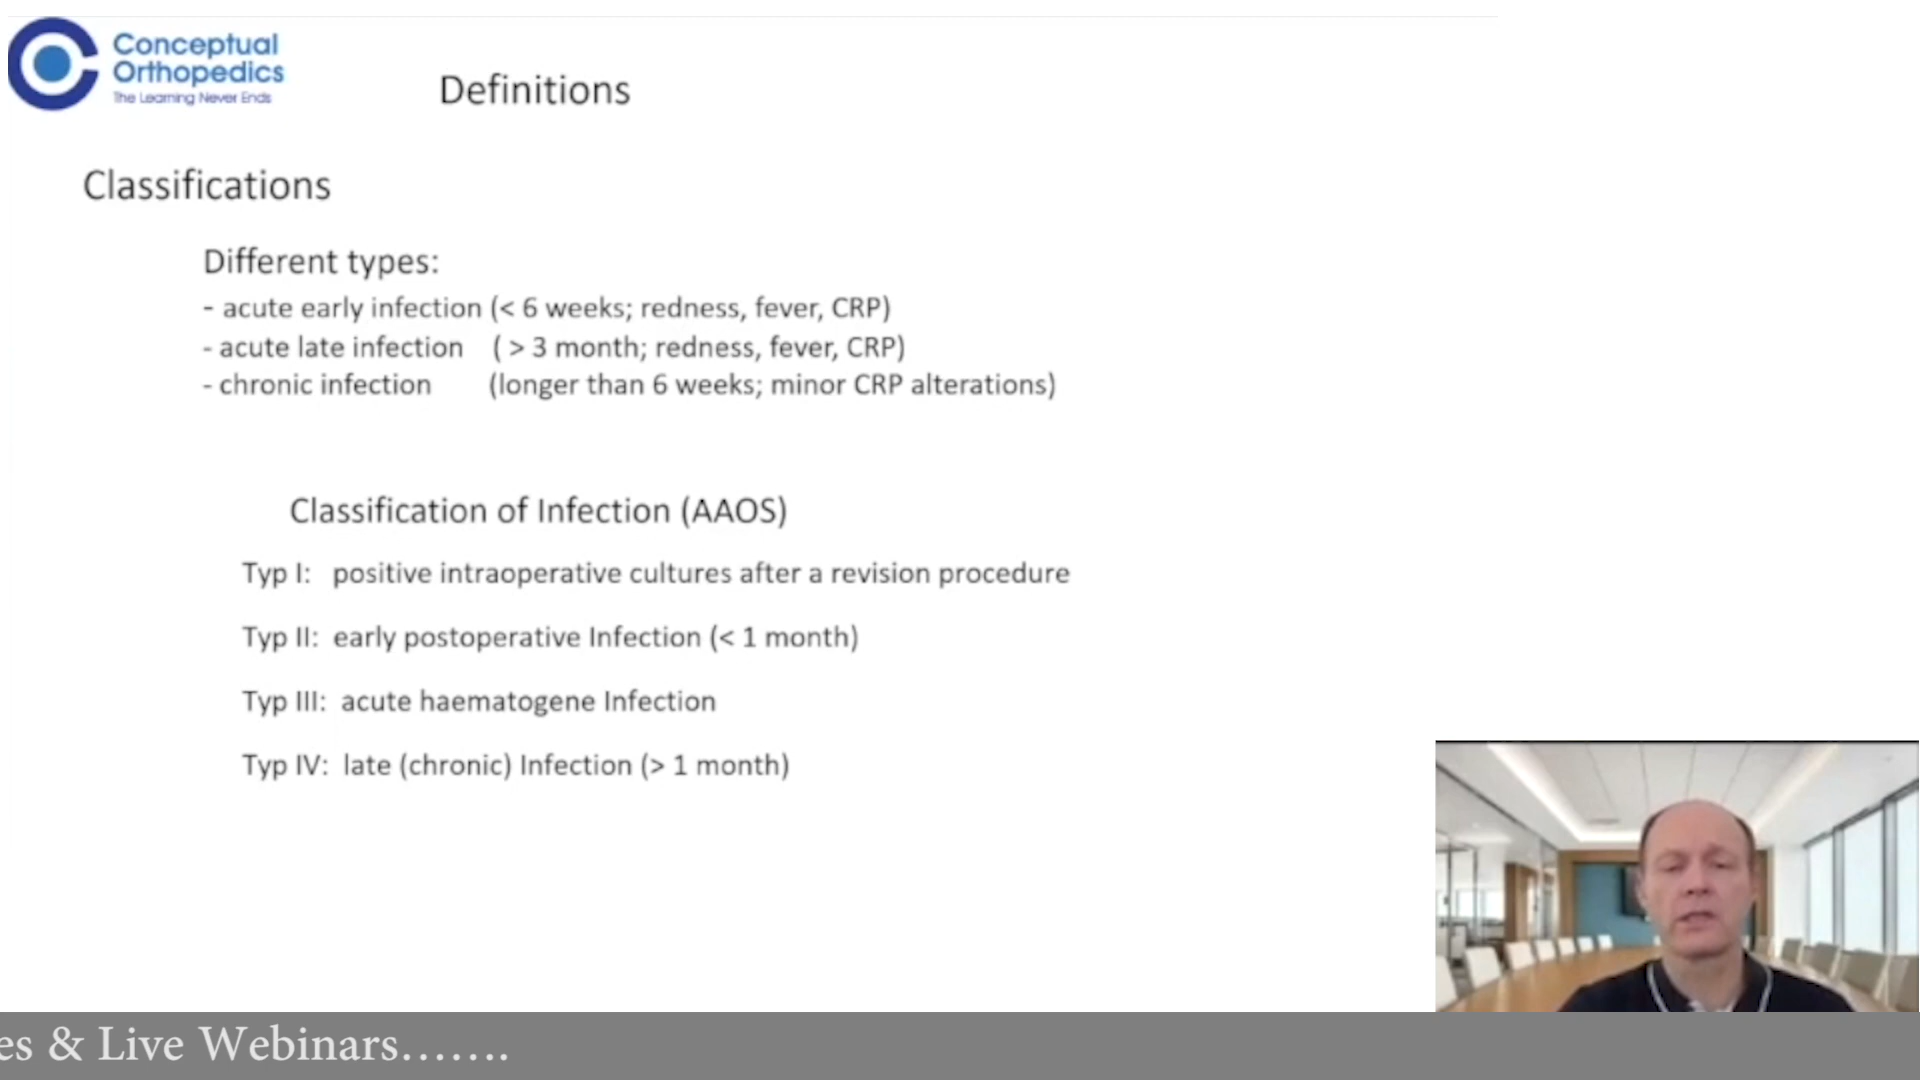 Conceptual
Orthopedics
The Learning Never Ends
Definitions
Classifications
Different types:
- acute early infection (< 6 weeks; redness, fever, CRP)
- acute late infection ( > 3 month; redness, fever, CRP)
- chronic infection (longer than 6 weeks; minor CRP alterations)
Classification of Infection (AAOS)
Typ I: positive intraoperative cultures after a revision procedure
Typ II: early postoperative Infection (< 1 month)
Typ III: acute haematogene Infection
Typ IV: late (chronic) Infection (> 1 month)
es & Live Webinars.......